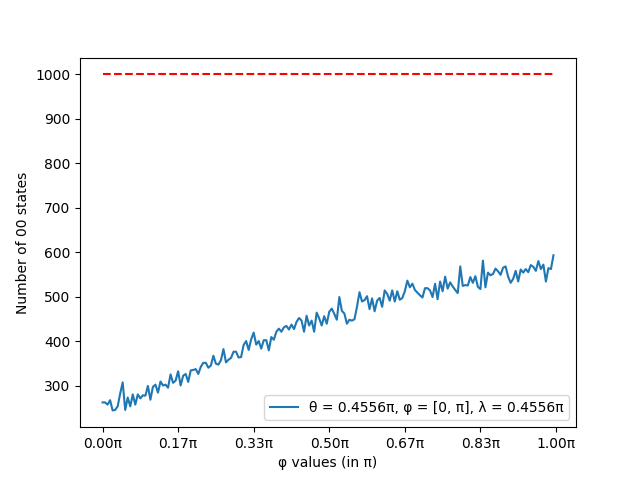 1000
900
800
700
600
500
400
300
Number of 00 states
θ = 0.4556π, φ = [0, π], λ = 0.4556π
0.00π 0.17π 0.33π 0.50π 0.67π 0.83π 1.00π
φ values (in π)